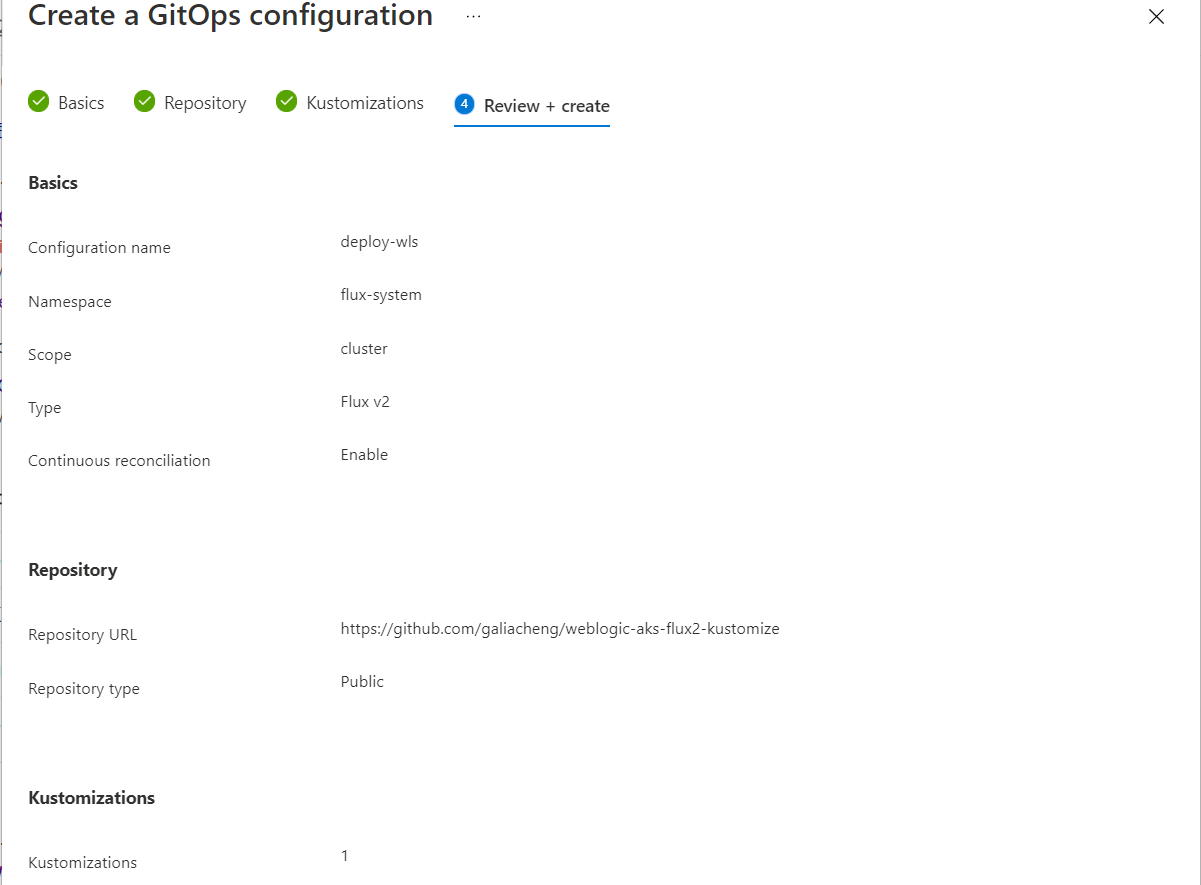 Create a GitOps configuration ...
Basics Repository Kustomizations 4 Review + create
Basics
Configuration name deploy-wls
Namespace flux-system
Scope cluster
Type Flux v2
Continuous reconciliation Enable
Repository
Repository URL https://github.com/galiacheng/weblogic-aks-flux2-kustomize
Repository type Public
Kustomizations
Kustomizations 1